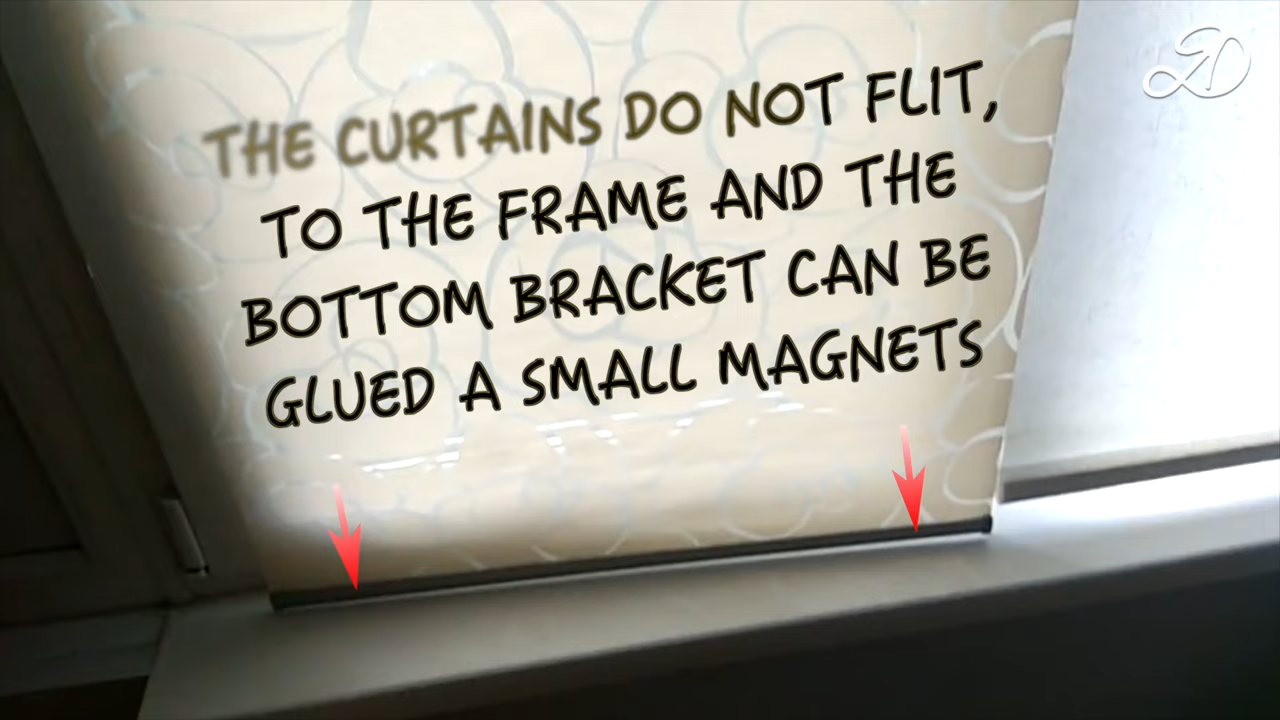 THE CURTAINS DO NOT FLIT,
TO THE FRAME AND THE
BOTTOM BRACKET CAN BE
GLUED A SMALL MAGNETS